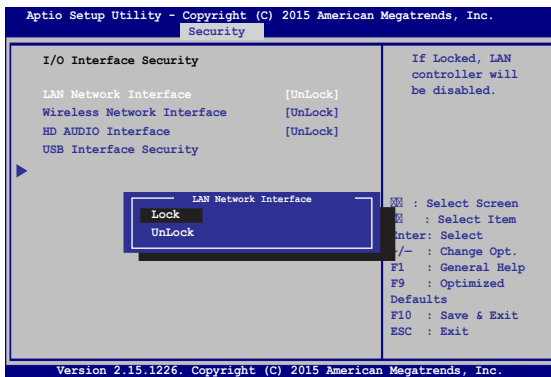 Aptio Setup Utility - Copyright (C) 2015 American Megatrends, Inc.
Security
I/O Interface Security
LAN Network Interface [UnLock]
Wireless Network Interface [UnLock]
HD AUDIO Interface [UnLock]
USB Interface Security
LAN Network Interface
Lock
UnLock
If Locked, LAN
controller will
be disabled.
: Select Screen
: Select Item
Enter: Select
+/— : Change Opt.
F1 : General Help
F9 : Optimized
Defaults
F10 : Save & Exit
ESC : Exit
Version 2.15.1226. Copyright (C) 2015 American Megatrends, Inc.